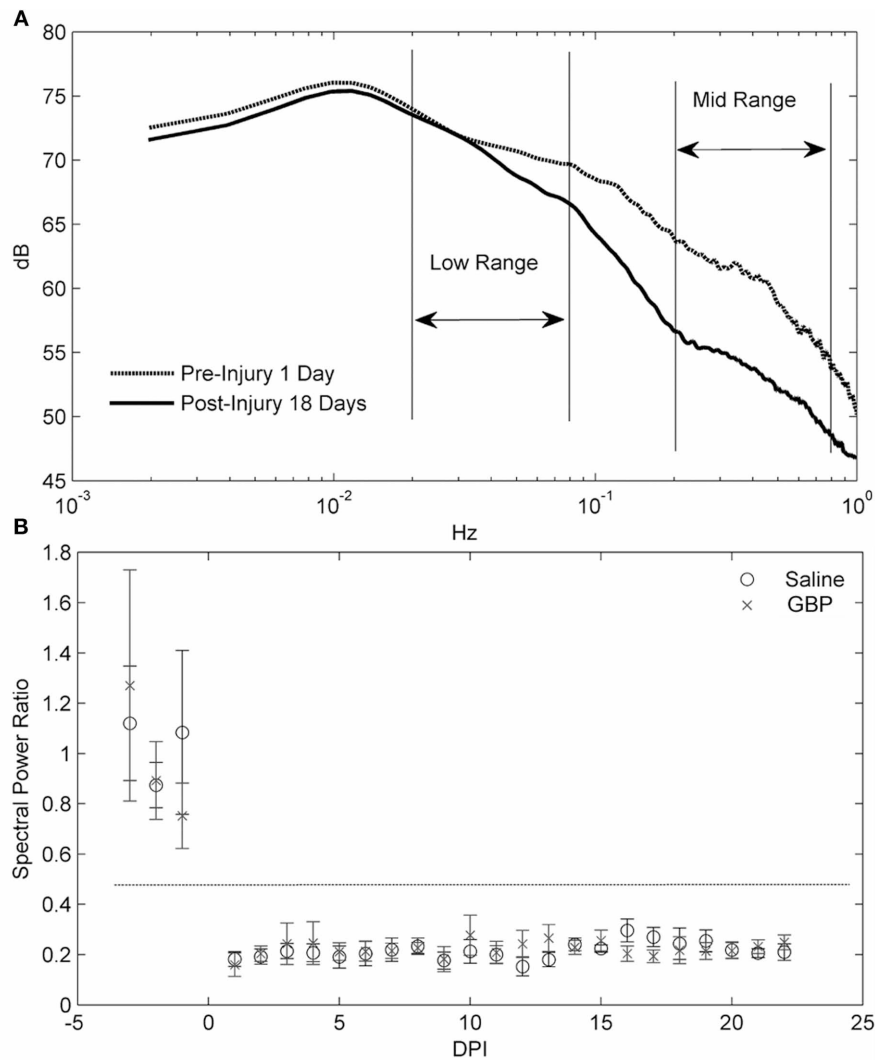 A
80
75
70
65
60
55
50
45
dB
Low Range
Mid Range
Pre-Injury 1 Day
Post-Injury 18 Days
10-3
10-2
10-1
100
Hz
B
1.8
1.6
1.4
1.2
1
0.8
0.6
0.4
0.2
0
Spectral Power Ratio
Saline
GBP
-5
0
5
10
15
20
25
DPI